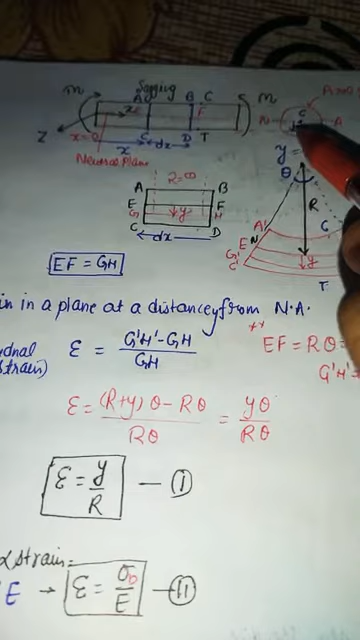 Sagging
m A B C m A=
x E F N C A
Z x=0 C D T
x dx y=
Neutral plane θ
R=∞
A B R
E F A' C
G y H N
C D G' y
dx C' T
EF = GH
in in a plane at a distance y from N.A.
dnal ε = G'H' - GH / GH EF = Rθ
strain) G'H' =
ε = (R+y) θ - Rθ / Rθ = yθ / Rθ
ε = y / R — (I)
α strain =
E → ε = σb / E — (II)